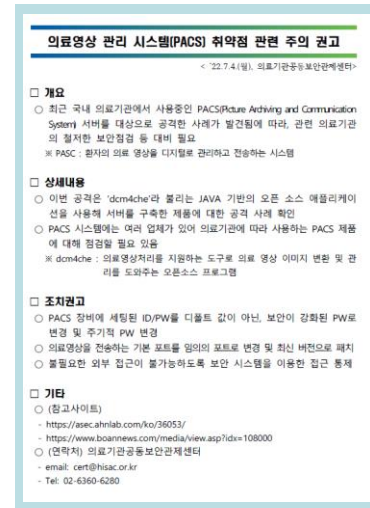 의료영상 관리 시스템(PACS) 취약점 관련 주의 권고
< ’22.7.4.(월), 의료기관공동보안관제센터>
□ 개요
○ 최근 국내 의료기관에서 사용중인 PACS(Picture Archiving and Communication
System) 서버를 대상으로 공격한 사례가 발견됨에 따라, 관련 의료기관
의 철저한 보안점검 등 대비 필요
※ PASC : 환자의 의료 영상을 디지털로 관리하고 전송하는 시스템
□ 상세내용
○ 이번 공격은 ‘dcm4che’라 불리는 JAVA 기반의 오픈 소스 애플리케이
션을 사용해 서버를 구축한 제품에 대한 공격 사례 확인
○ PACS 시스템에는 여러 업체가 있어 의료기관에 따라 사용하는 PACS 제품
에 대해 점검할 필요 있음
※ dcm4che : 의료영상처리를 지원하는 도구로 의료 영상 이미지 변환 및 관
리를 도와주는 오픈소스 프로그램
□ 조치권고
○ PACS 장비에 세팅된 ID/PW를 디폴트 값이 아닌, 보안이 강화된 PW로
변경 및 주기적 PW 변경
○ 의료영상을 전송하는 기본 포트를 임의의 포트로 변경 및 최신 버전으로 패치
○ 불필요한 외부 접근이 불가능하도록 보안 시스템을 이용한 접근 통제
□ 기타
○ (참고사이트)
- https://asec.ahnlab.com/ko/36053/
- https://www.boannews.com/media/view.asp?idx=108000
○ (연락처) 의료기관공동보안관제센터
- email: cert@hisac.or.kr
- Tel: 02-6360-6280